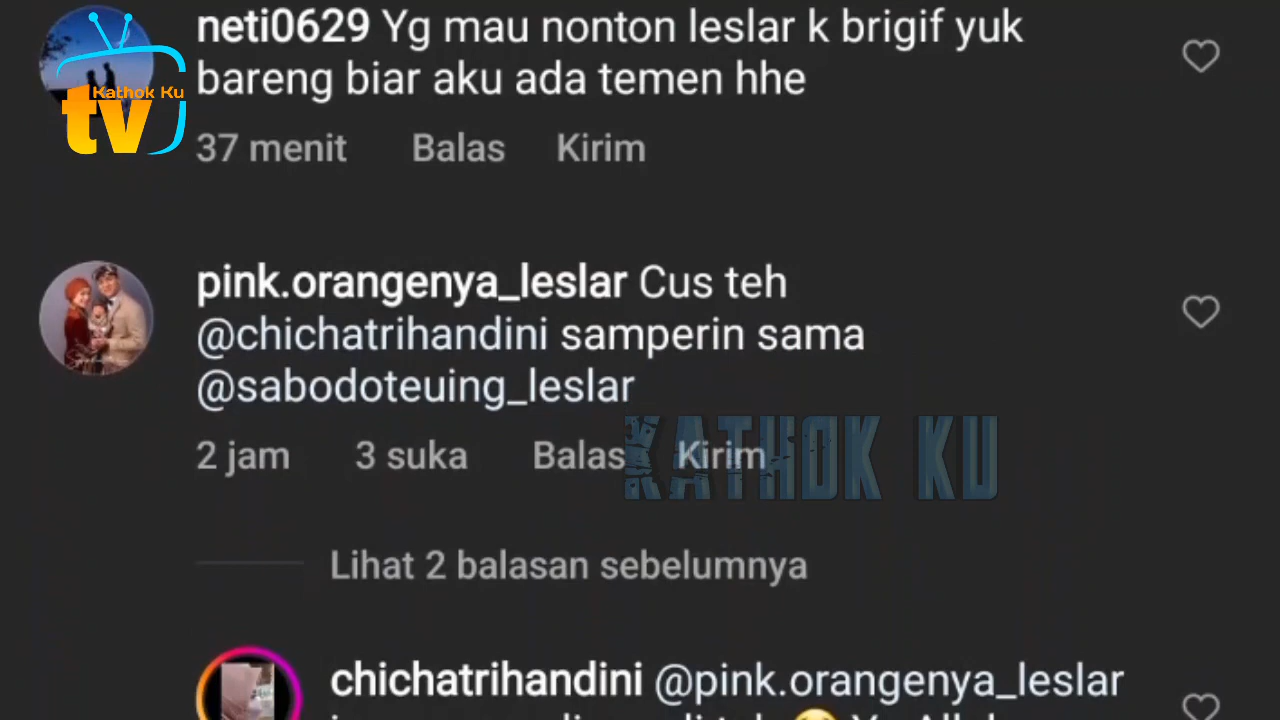 neti0629 Yg mau nonton leslar k brigif yuk
bareng biar aku ada temen hhe
Kathok Ku
tv
37 menit Balas Kirim
pink.orangenya_leslar Cus teh
@chichatrihandini samperin sama
@sabodoteuing_leslar
2 jam 3 suka Balas Kirim
KATHOK KU
Lihat 2 balasan sebelumnya
chichatrihandini @pink.orangenya_leslar